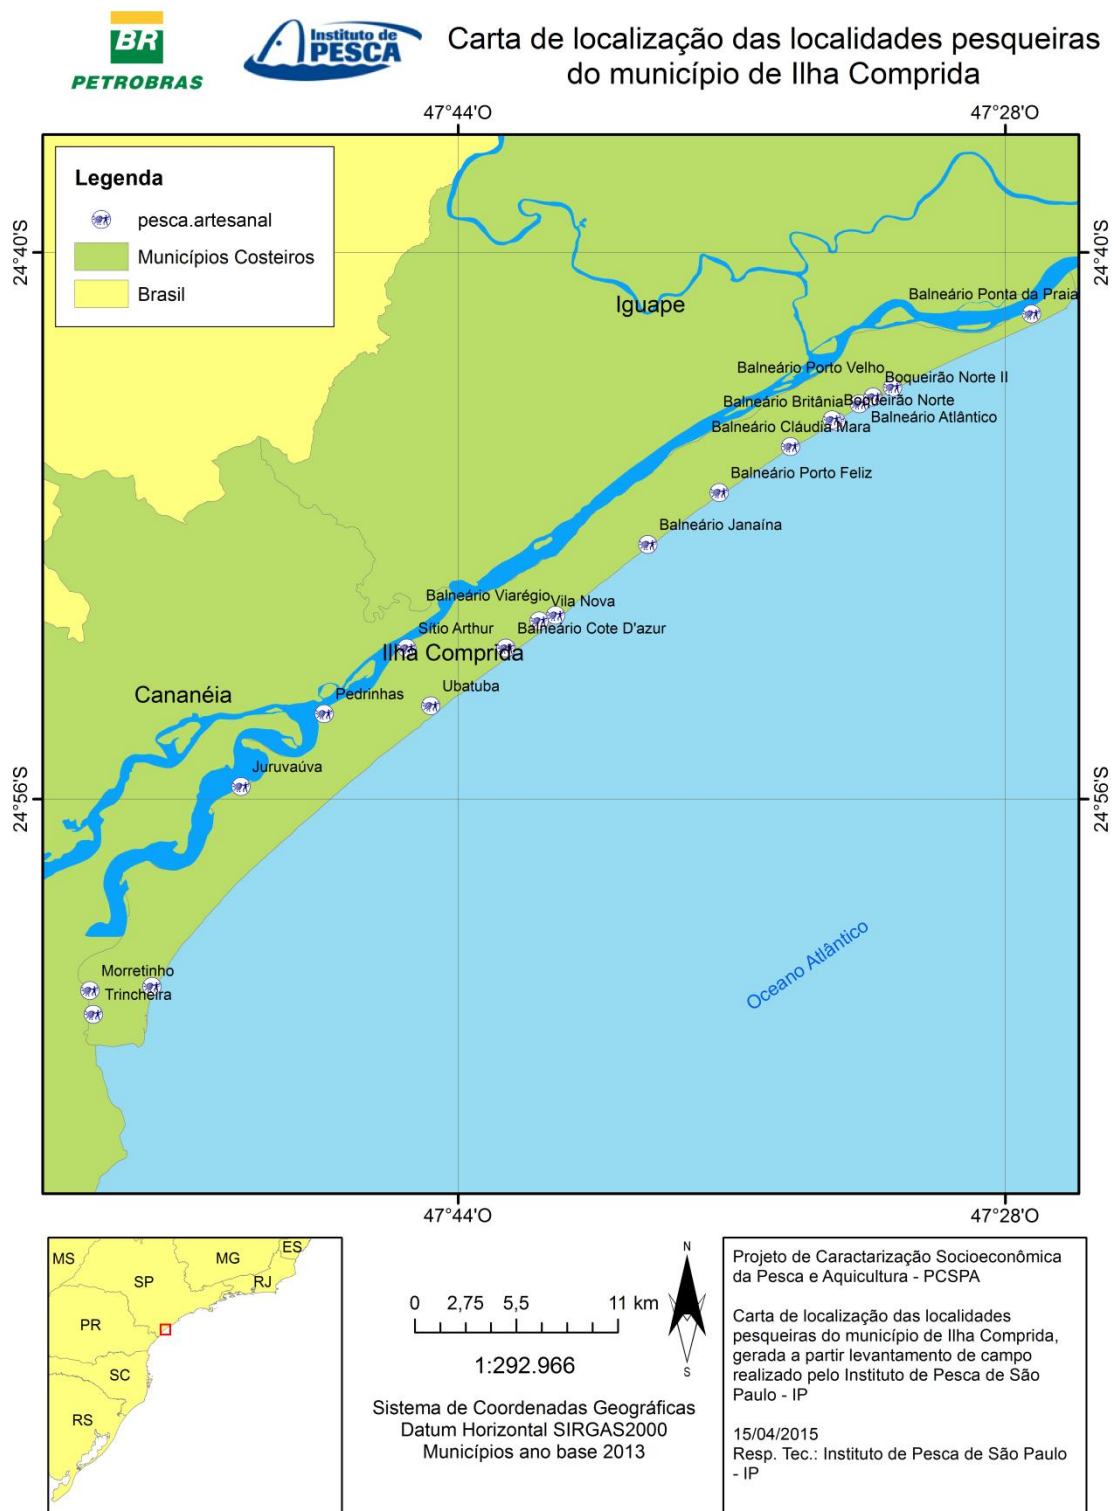 BR
PETROBRAS
Instituto de
PESCA
Carta de localização das localidades pesqueiras
do município de Ilha Comprida
47°44'O
47°28'O
Legenda
pesca.artesanal
Municípios Costeiros
Brasil
24°40'S
24°40'S
Iguape
Balneário Ponta da Praia
Balneário Porto Velho
Boqueirão Norte II
Balneário Britânia
Boqueirão Norte
Balneário Atlântico
Balneário Cláudia Mara
Balneário Porto Feliz
Balneário Janaína
Balneário Viarégio
Vila Nova
Sítio Arthur
Balneário Cote D'azur
Ilha Comprida
Cananéia
Pedrinhas
Ubatuba
Juruvaúva
24°56'S
24°56'S
Oceano Atlântico
Morretinho
Trincheira
47°44'O
47°28'O
MS
MG
ES
SP
RJ
PR
SC
RS
0 2,75 5,5 11 km
1:292.966
Sistema de Coordenadas Geográficas
Datum Horizontal SIRGAS2000
Municípios ano base 2013
N
S
Projeto de Caractarização Socioeconômica
da Pesca e Aquicultura - PCSPA
Carta de localização das localidades
pesqueiras do município de Ilha Comprida,
gerada a partir levantamento de campo
realizado pelo Instituto de Pesca de São
Paulo - IP
15/04/2015
Resp. Tec.: Instituto de Pesca de São Paulo
- IP